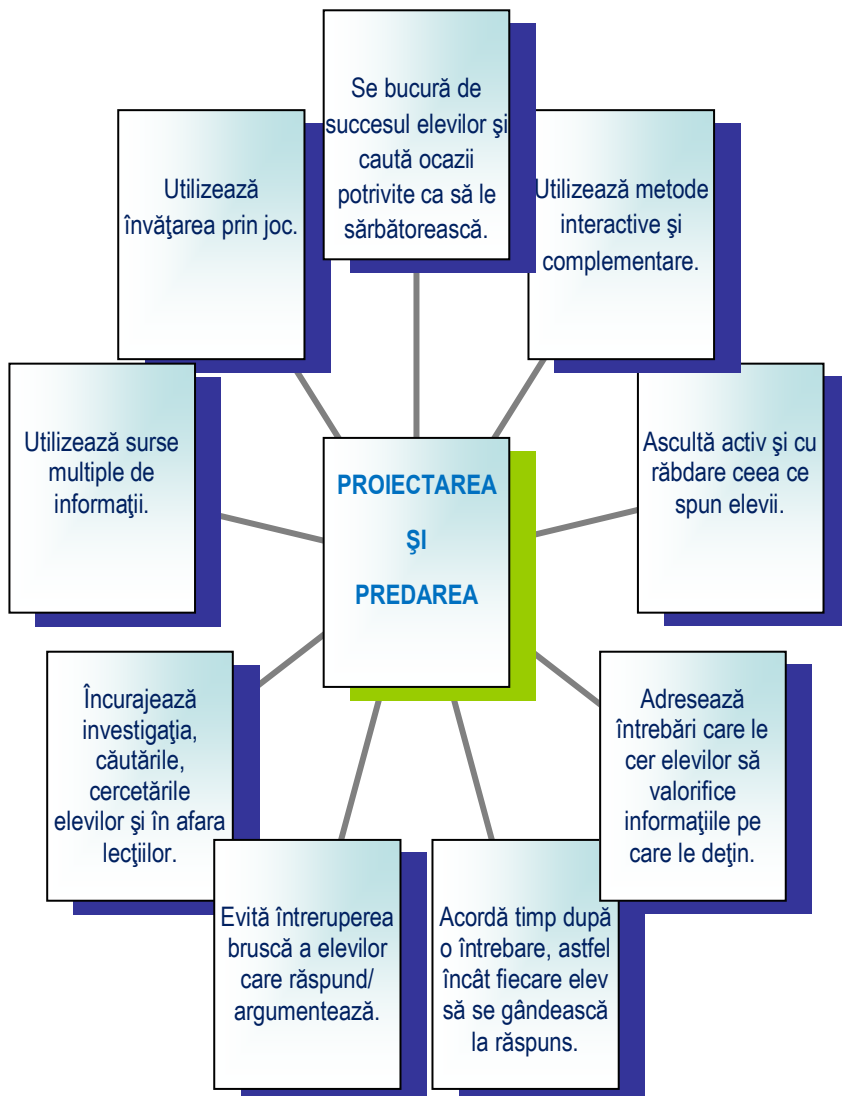 Se bucură de
succesul elevilor şi
caută ocazii
potrivite ca să le
sărbătorească.
Utilizează metode
interactive şi
complementare.
Ascultă activ şi cu
răbdare ceea ce
spun elevii.
Adresează
întrebări care le
cer elevilor să
valorifice
informaţiile pe
care le deţin.
Acordă timp după
o întrebare, astfel
încât fiecare elev
să se gândească
la răspuns.
Evită întreruperea
bruscă a elevilor
care răspund/
argumentează.
Încurajează
investigaţia,
căutările,
cercetările
elevilor şi în afara
lecţiilor.
Utilizează surse
multiple de
informaţii.
Utilizează
învăţarea prin joc.
PROIECTAREA
ŞI
PREDAREA